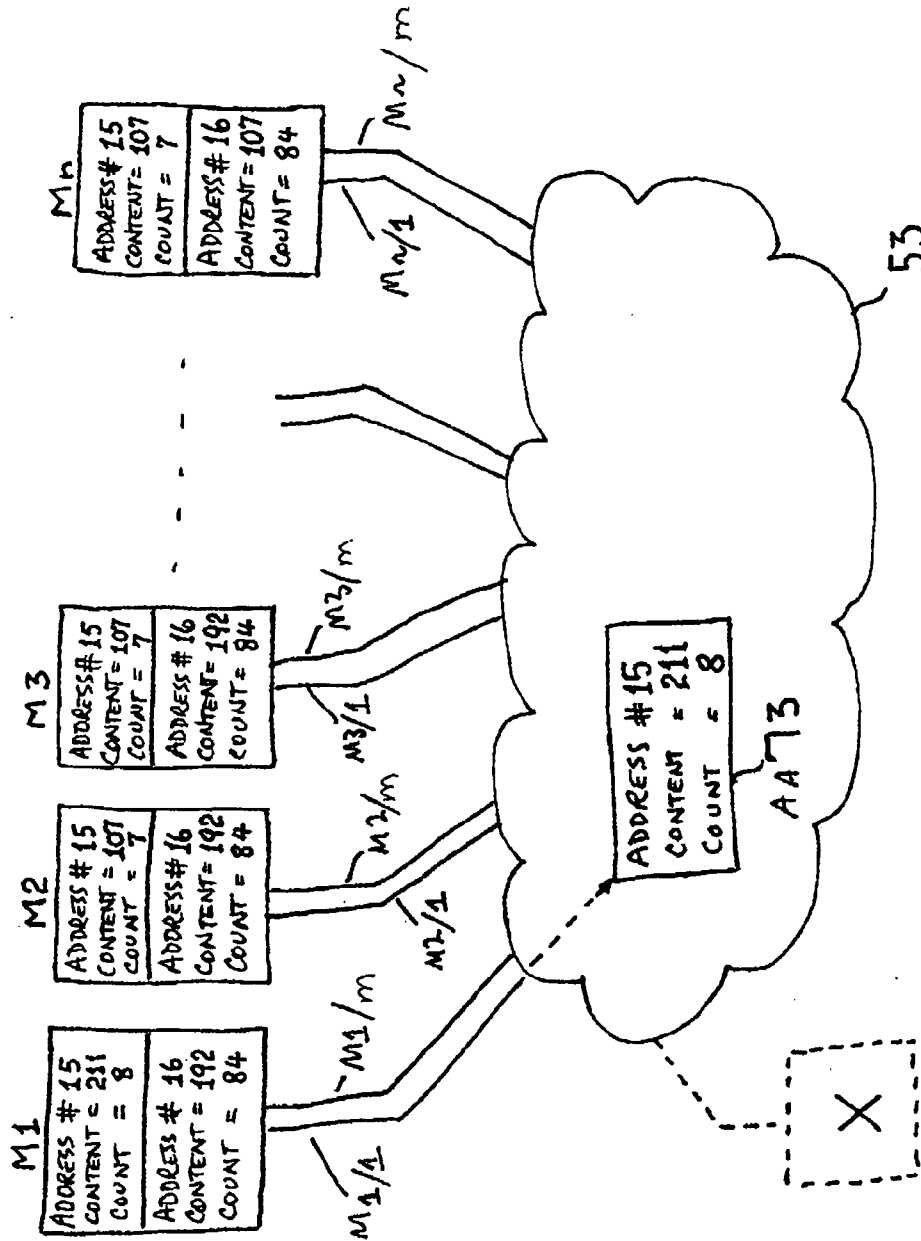 M1
ADDRESS # 15
CONTENT = 211
COUNT = 8
ADDRESS # 16
CONTENT = 192
COUNT = 84
M1/1
M1/m
M2
ADDRESS # 15
CONTENT = 107
COUNT = 7
ADDRESS # 16
CONTENT = 192
COUNT = 84
M2/1
M2/m
M3
ADDRESS # 15
CONTENT = 107
COUNT = 7
ADDRESS # 16
CONTENT = 192
COUNT = 84
M3/1
M3/m
Mn
ADDRESS # 15
CONTENT = 107
COUNT = 7
ADDRESS # 16
CONTENT = 107
COUNT = 84
Mn/1
Mn/m
ADDRESS #15
CONTENT = 211
COUNT = 8
AA73
53
X